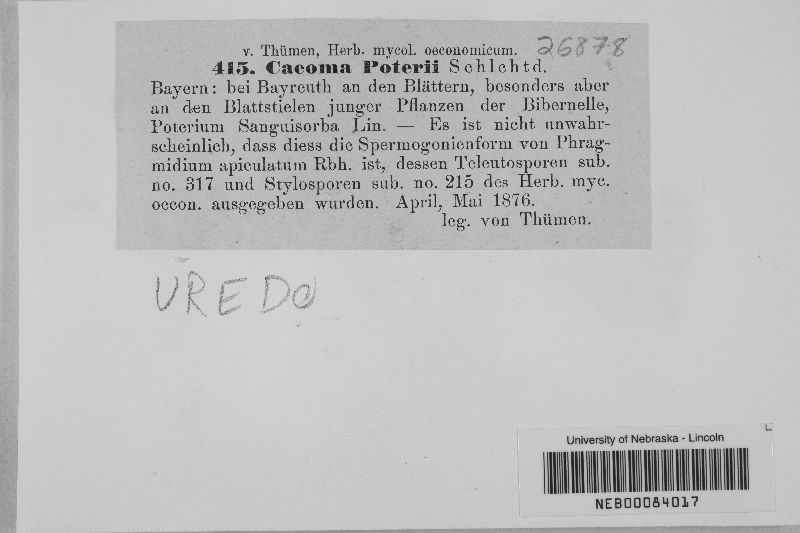 v. Thümen, Herb. mycol. oeconomicum. 26878
415. Caeoma Poterii Schlchtd.
Bayern: bei Bayreuth an den Blättern, besonders aber
an den Blattstielen junger Pflanzen der Bibernelle,
Poterium Sanguisorba Lin. — Es ist nicht unwahr-
scheinlich, dass diess die Spermogonienform von Phrag-
midium apiculatum Rbh. ist, dessen Teleutosporen sub.
no. 317 und Stylosporen sub. no. 215 des Herb. myc.
oecon. ausgegeben wurden. April, Mai 1876.
leg. von Thümen.
UREDO
University of Nebraska - Lincoln
NEB00084017